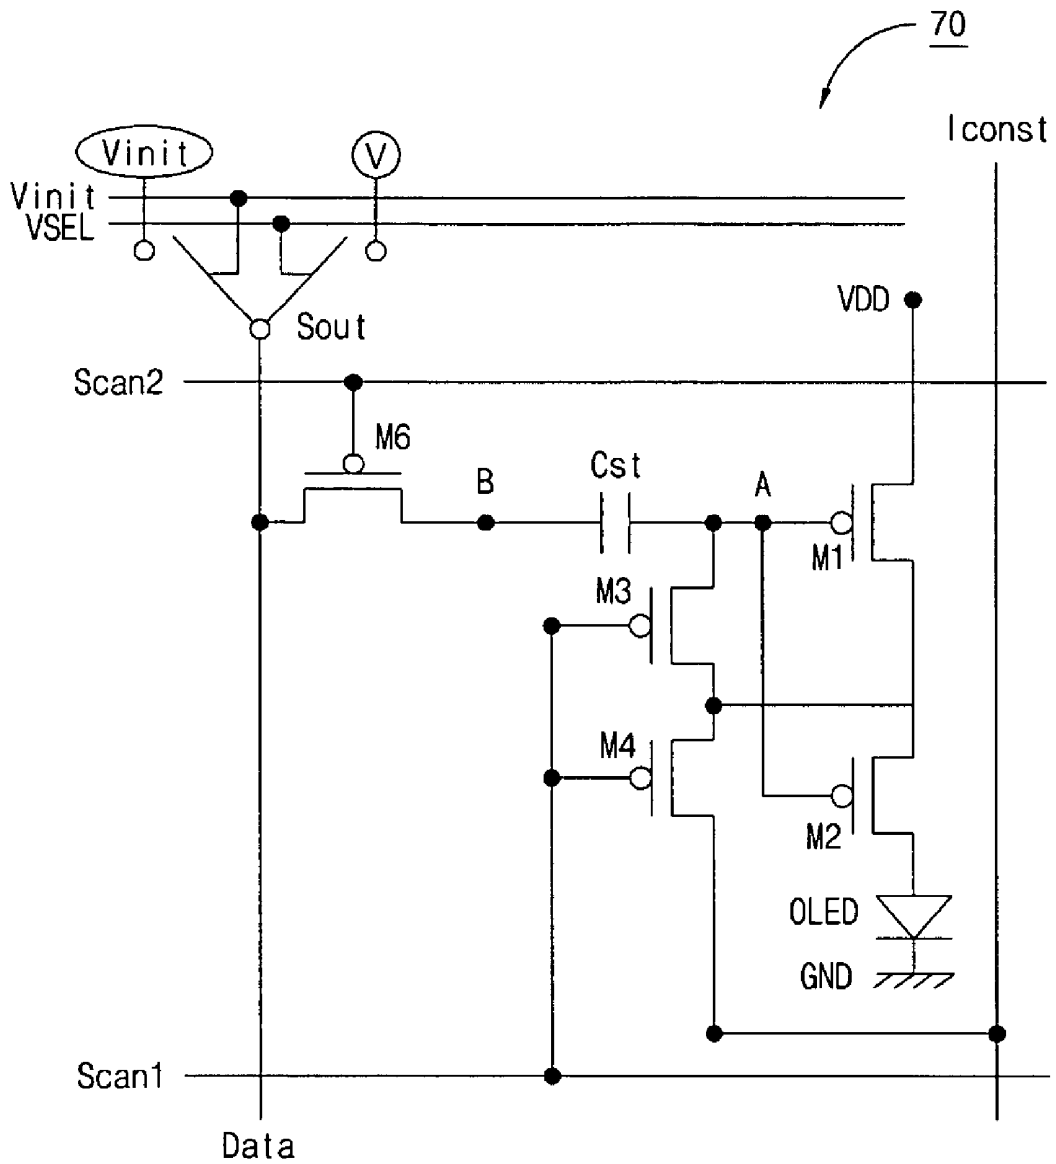 70
Iconst
Vinit
V
Vinit
VSEL
VDD
Sout
Scan2
M6
Cst
B
A
M1
M3
M4
M2
OLED
GND
Scan1
Data